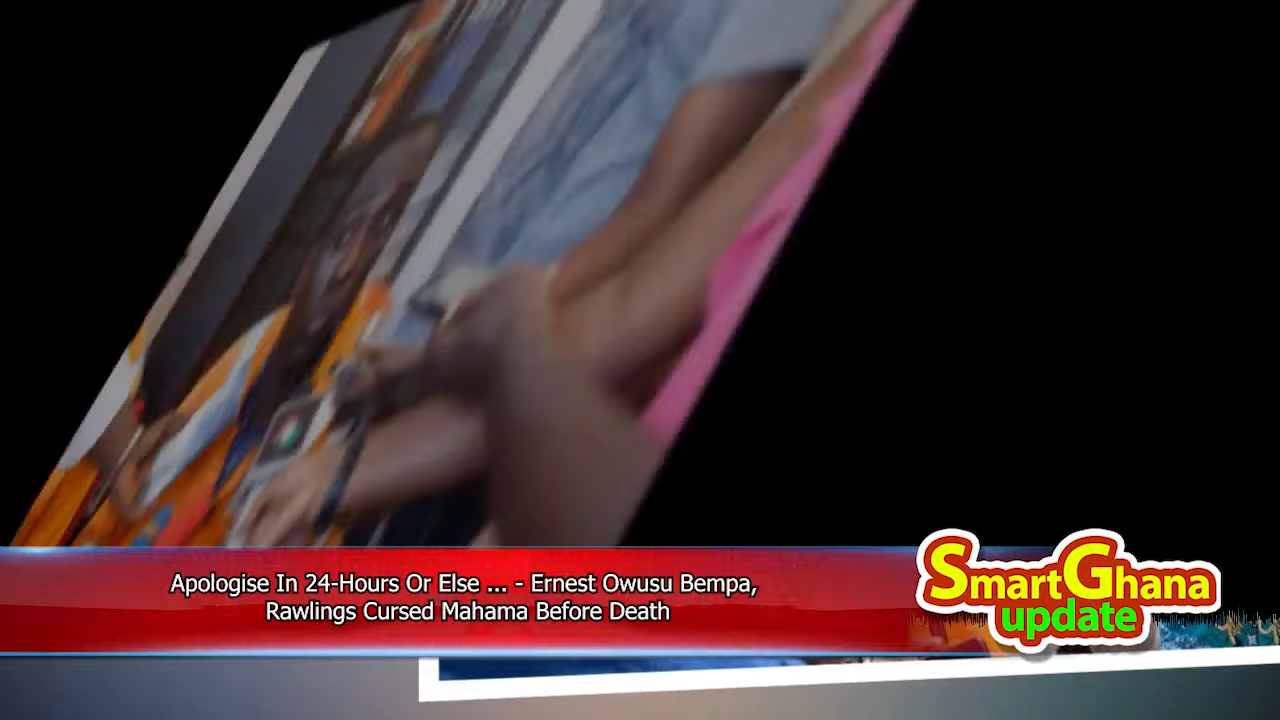 Apologise In 24-Hours Or Else ... - Ernest Owusu Bempa,
Rawlings Cursed Mahama Before Death
SmartGhana
update